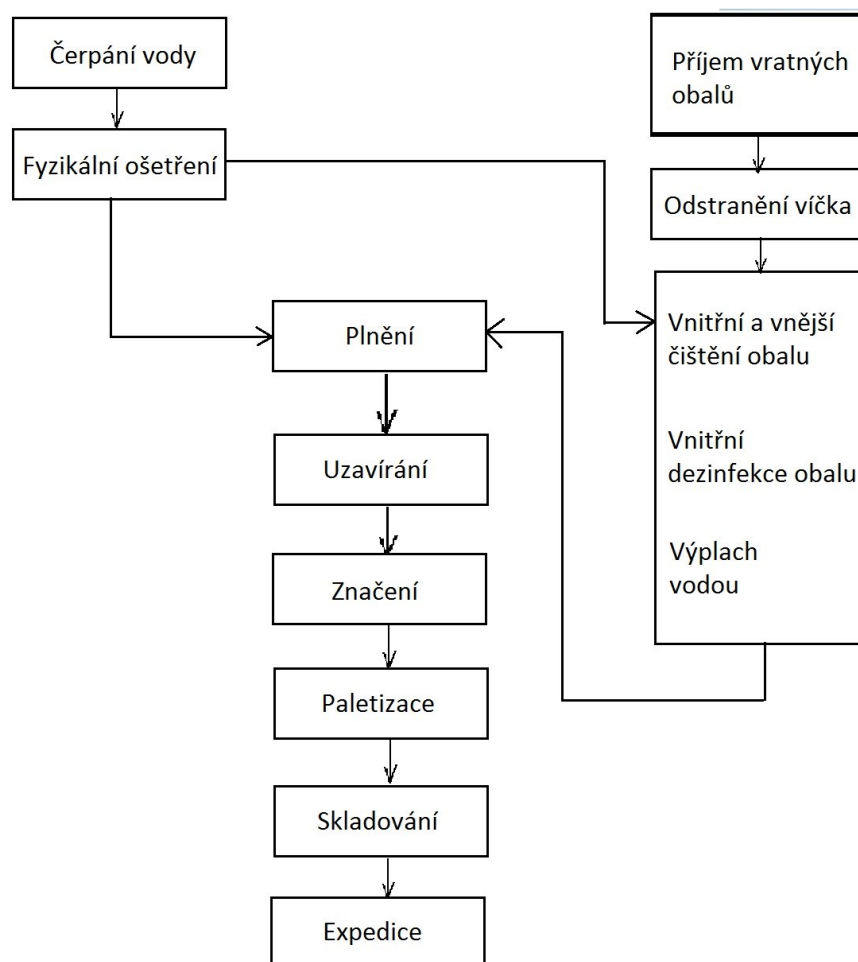 Čerpání vody
Fyzikální ošetření
Příjem vratných
obalů
Odstranění víčka
Vnitřní a vnější
čištění obalu
Vnitřní
dezinfekce obalu
Výplach
vodou
Plnění
Uzavírání
Značení
Paletizace
Skladování
Expedice